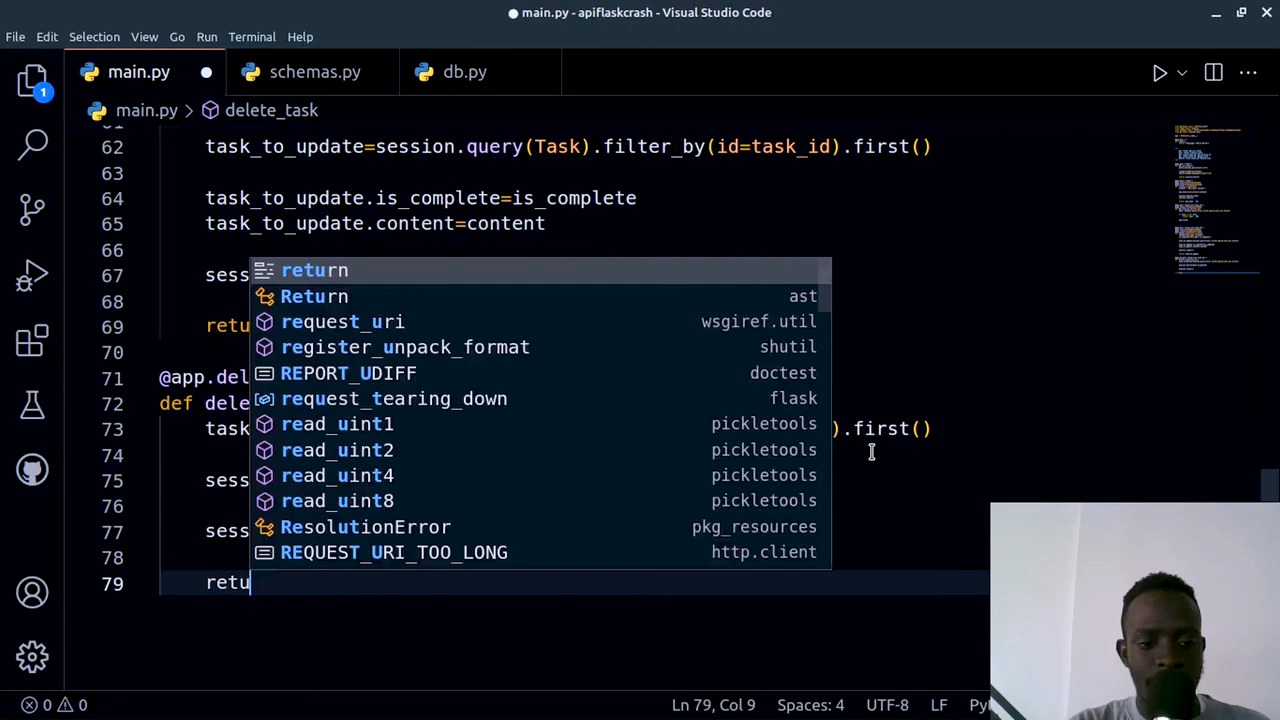 main.py - apiflaskcrash - Visual Studio Code
File Edit Selection View Go Run Terminal Help
main.py schemas.py db.py
main.py > delete_task
62 task_to_update=session.query(Task).filter_by(id=task_id).first()
63
64 task_to_update.is_complete=is_complete
65 task_to_update.content=content
66
67 sess
68
69 retu
70
71 @app.del
72 def dele
73 task ).first()
74
75 sess
76
77 sess
78
79 retu
return
Return ast
request_uri wsgiref.util
register_unpack_format shutil
REPORT_UDIFF doctest
request_tearing_down flask
read_uint1 pickletools
read_uint2 pickletools
read_uint4 pickletools
read_uint8 pickletools
ResolutionError pkg_resources
REQUEST_URI_TOO_LONG http.client
1
0 0 Ln 79, Col 9 Spaces: 4 UTF-8 LF Py